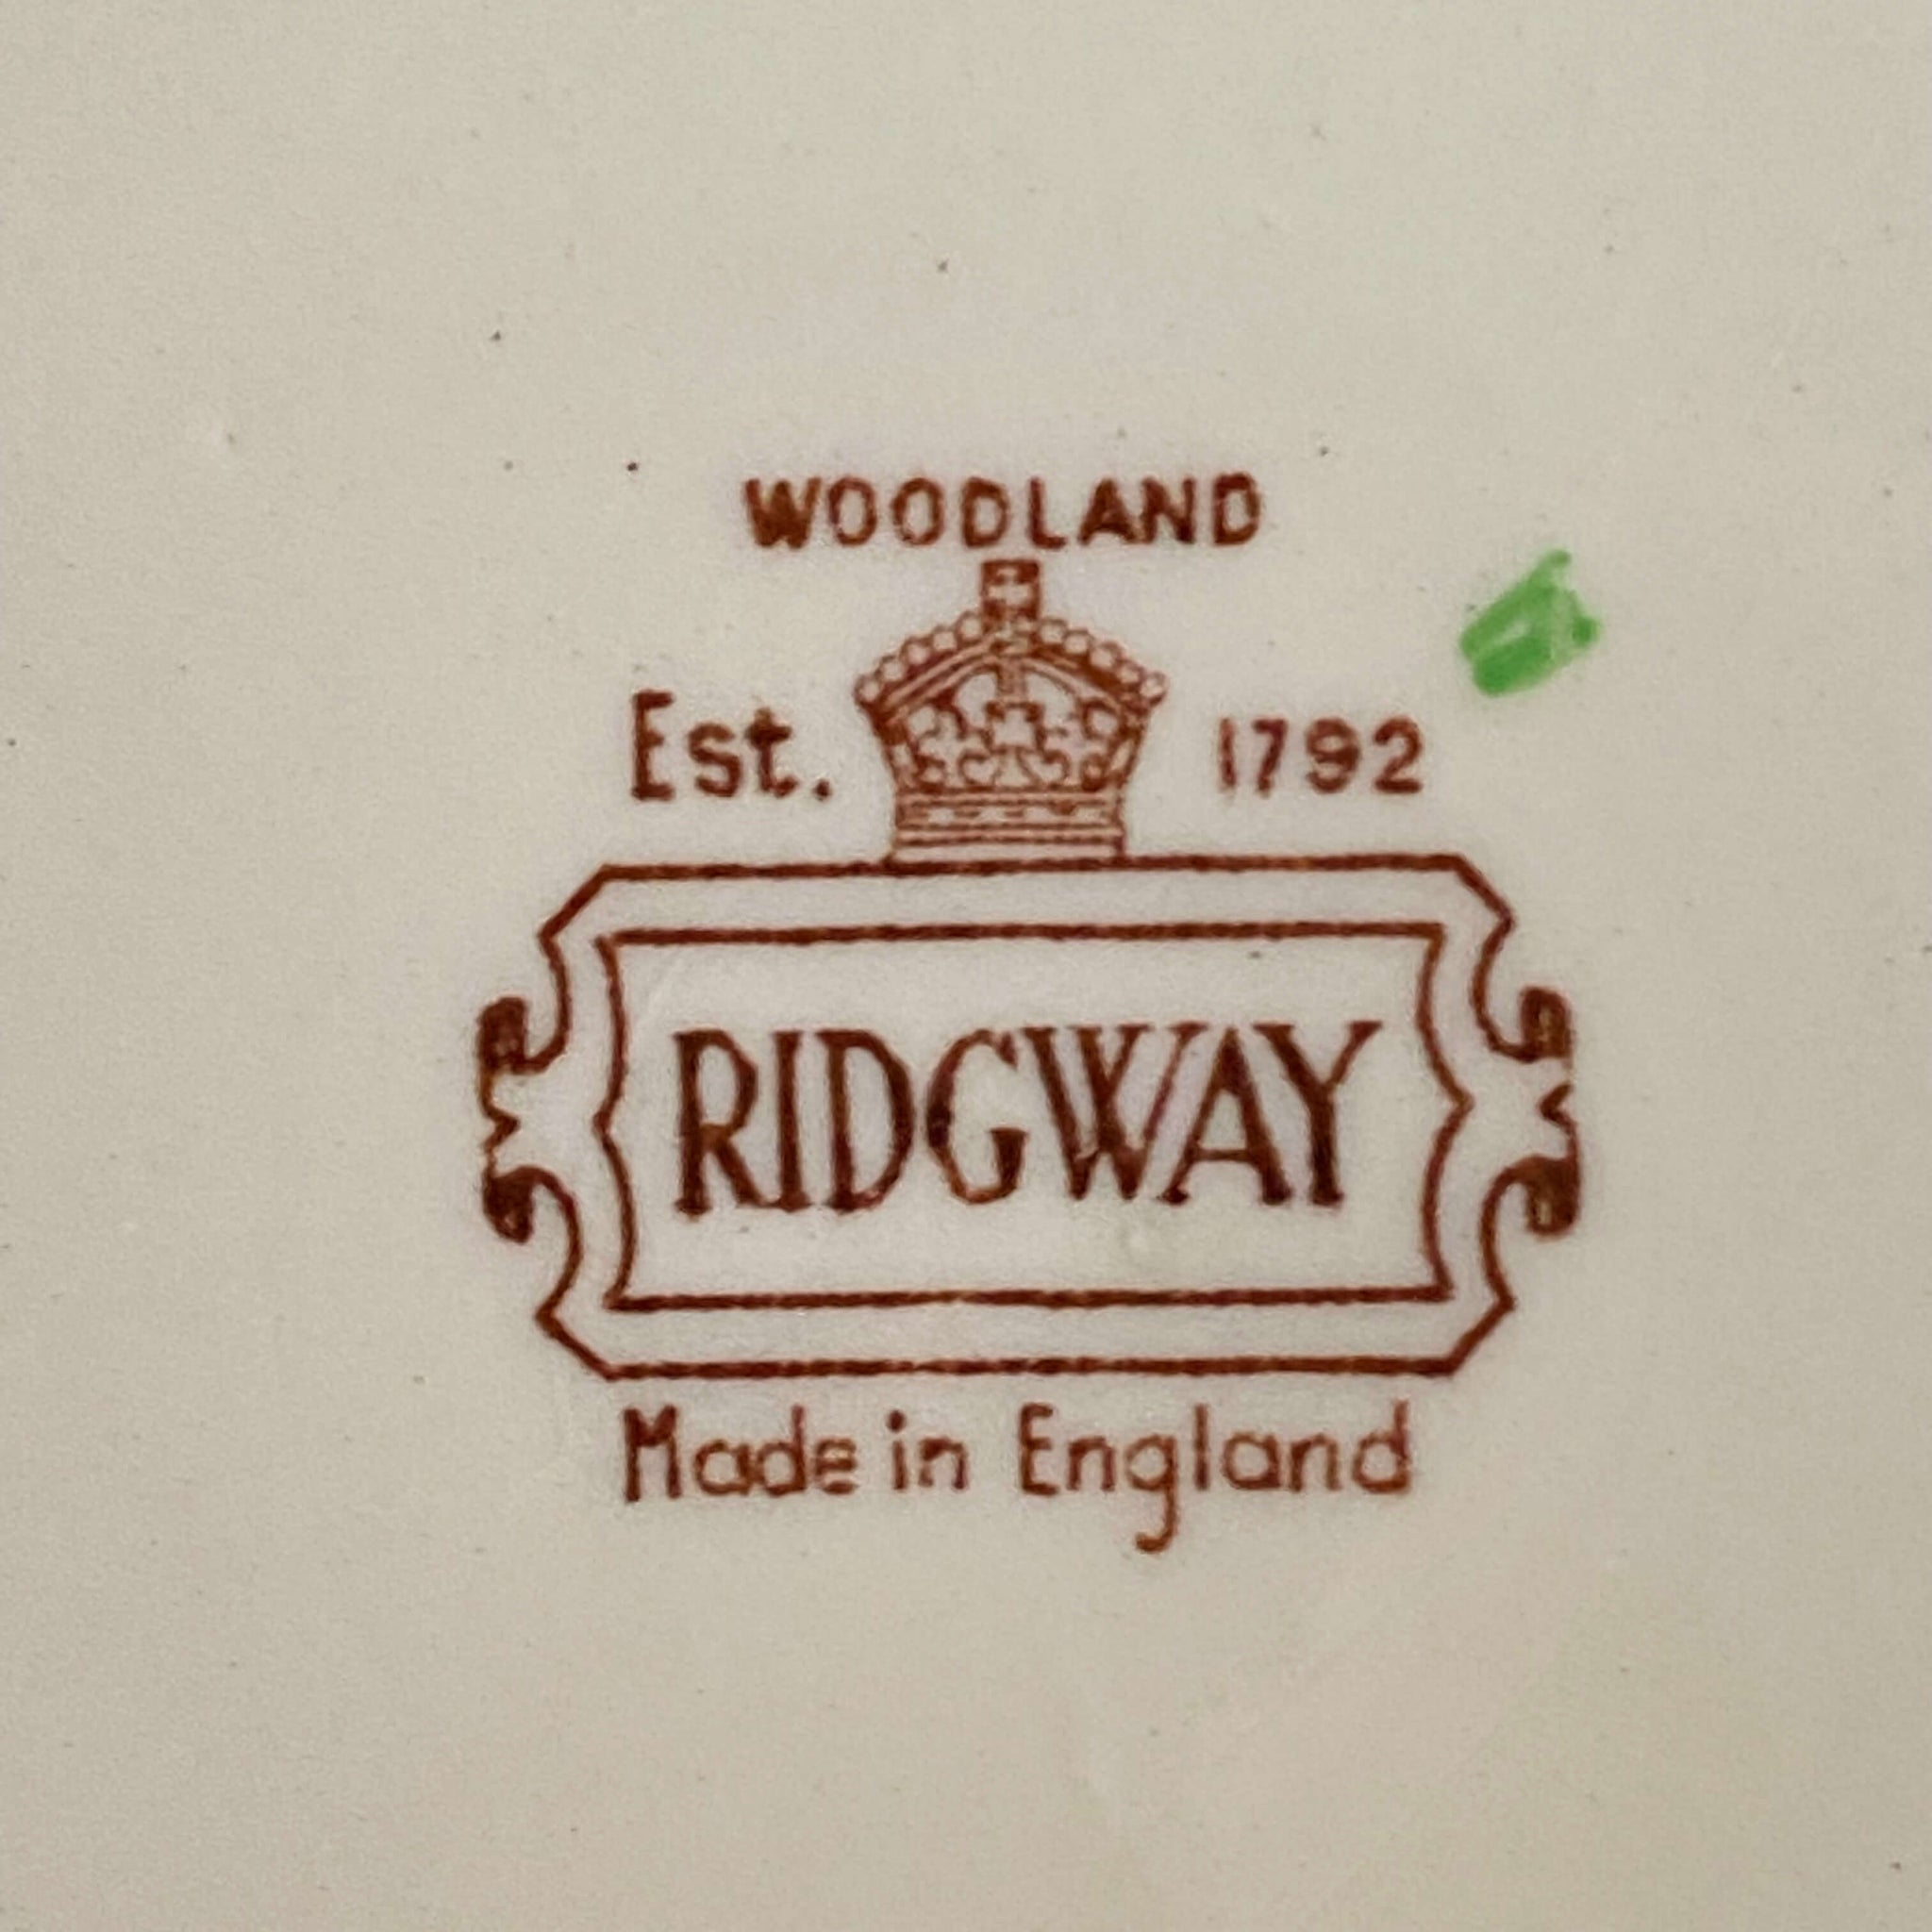 WOODLAND
Est. 1792
RIDGWAY
Made in England